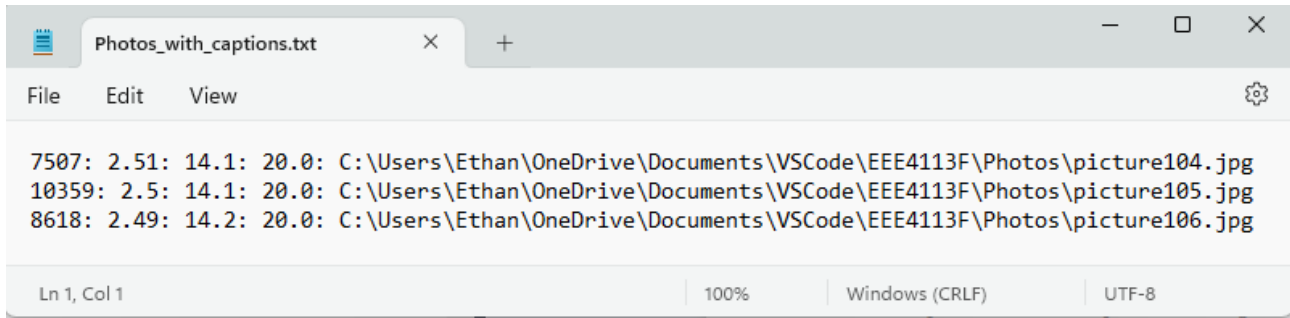 Photos_with_captions.txt
File Edit View
7507: 2.51: 14.1: 20.0: C:\Users\Ethan\OneDrive\Documents\VSCode\EEE4113F\Photos\picture104.jpg
10359: 2.5: 14.1: 20.0: C:\Users\Ethan\OneDrive\Documents\VSCode\EEE4113F\Photos\picture105.jpg
8618: 2.49: 14.2: 20.0: C:\Users\Ethan\OneDrive\Documents\VSCode\EEE4113F\Photos\picture106.jpg
Ln 1, Col 1 100% Windows (CRLF) UTF-8